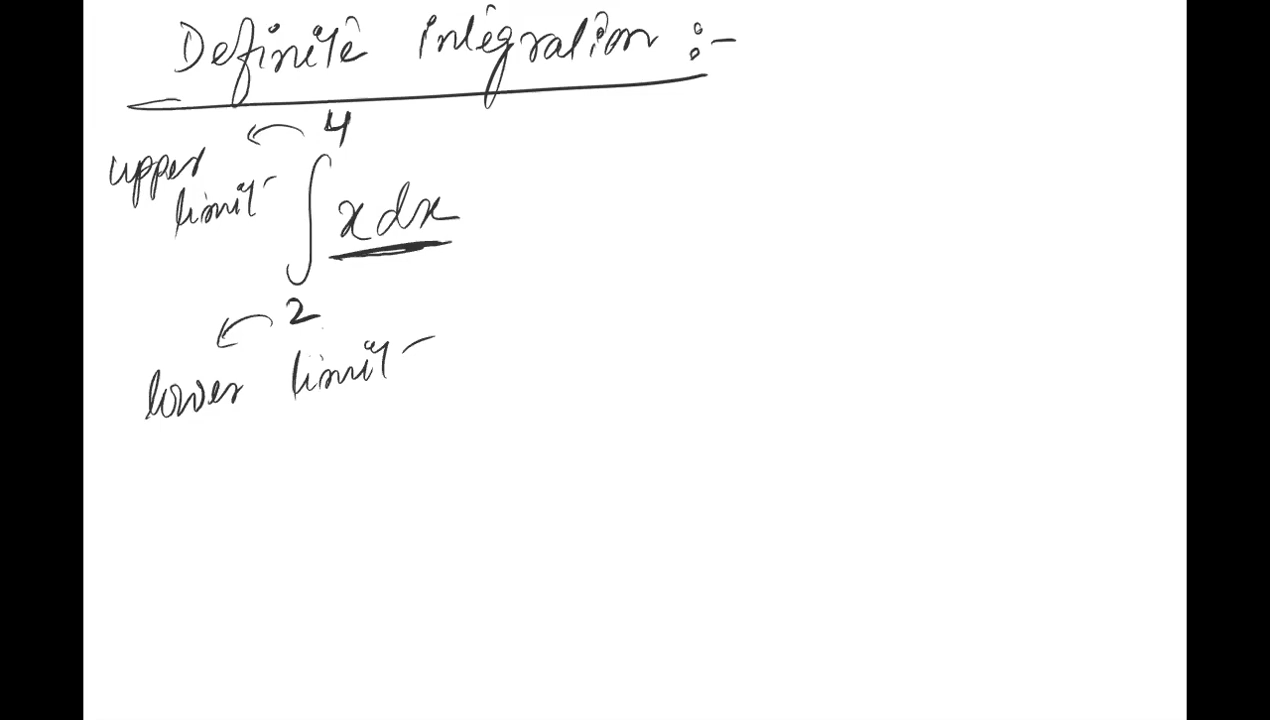 Definite integration :-
4
upper
limit
∫ x dx
2
lower limit